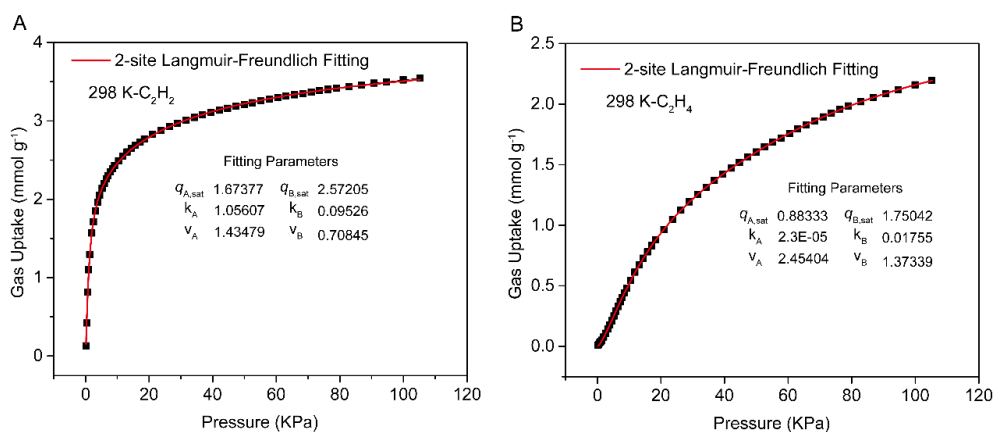 A
2-site Langmuir-Freundlich Fitting
298 K-C₂H₂
Fitting Parameters
qA,sat 1.67377 qB,sat 2.57205
kA 1.05607 kB 0.09526
vA 1.43479 vB 0.70845
4
3
2
1
0
Gas Uptake (mmol g⁻¹)
0 20 40 60 80 100 120
Pressure (KPa)
B
2-site Langmuir-Freundlich Fitting
298 K-C₂H₄
Fitting Parameters
qA,sat 0.88333 qB,sat 1.75042
kA 2.3E-05 kB 0.01755
vA 2.45404 vB 1.37339
2.5
2.0
1.5
1.0
0.5
0.0
Gas Uptake (mmol g⁻¹)
0 20 40 60 80 100 120
Pressure (KPa)